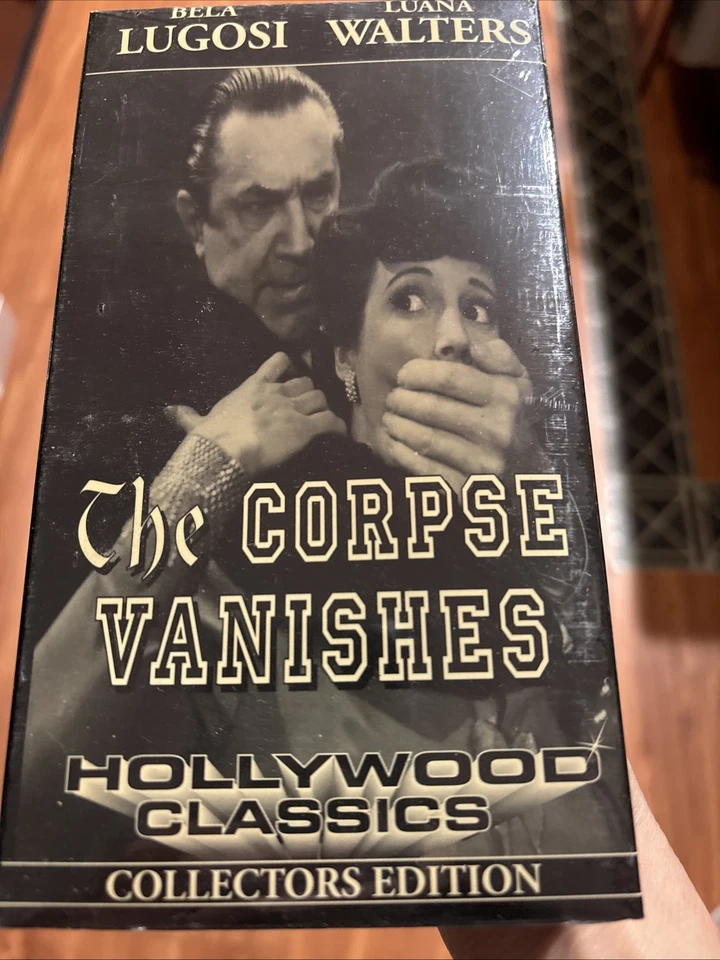 BELA LUANA
LUGOSI WALTERS
The CORPSE
VANISHES
HOLLYWOOD
CLASSICS
COLLECTORS EDITION